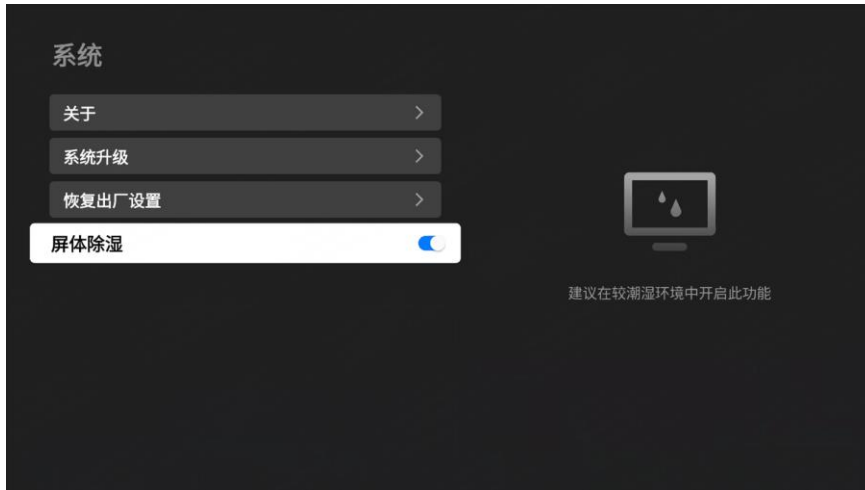 系统
关于
系统升级
恢复出厂设置
屏体除湿
建议在较潮湿环境中开启此功能